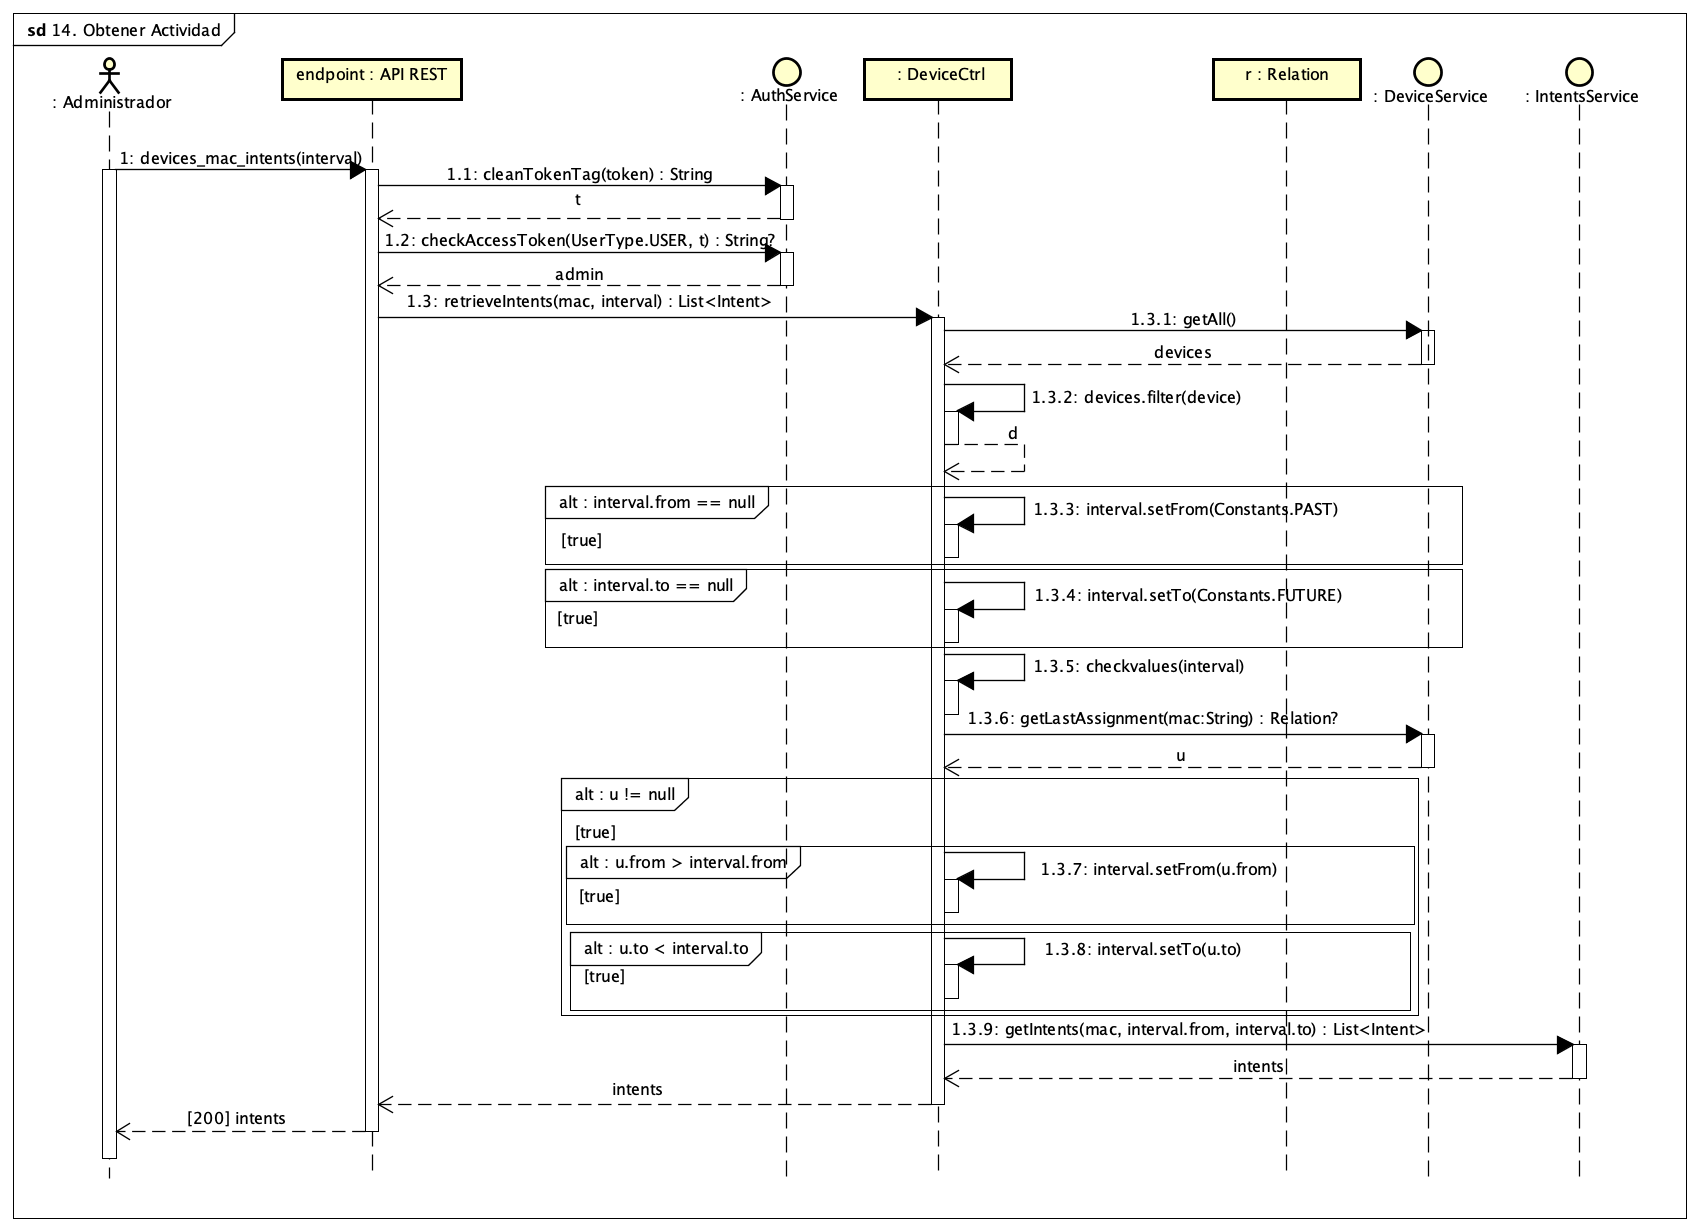 sd 14. Obtener Actividad
: Administrador
endpoint : API REST
: AuthService
: DeviceCtrl
r : Relation
: DeviceService
: IntentsService
1: devices_mac_intents(interval)
1.1: cleanTokenTag(token) : String
t
1.2: checkAccessToken(UserType.USER, t) : String?
admin
1.3: retrieveIntents(mac, interval) : List<Intent>
1.3.1: getAll()
devices
1.3.2: devices.filter(device)
d
alt : interval.from == null
1.3.3: interval.setFrom(Constants.PAST)
[true]
alt : interval.to == null
1.3.4: interval.setTo(Constants.FUTURE)
[true]
1.3.5: checkvalues(interval)
1.3.6: getLastAssignment(mac:String) : Relation?
u
alt : u != null
[true]
alt : u.from > interval.from
1.3.7: interval.setFrom(u.from)
[true]
alt : u.to < interval.to
1.3.8: interval.setTo(u.to)
[true]
1.3.9: getIntents(mac, interval.from, interval.to) : List<Intent>
intents
intents
[200] intents